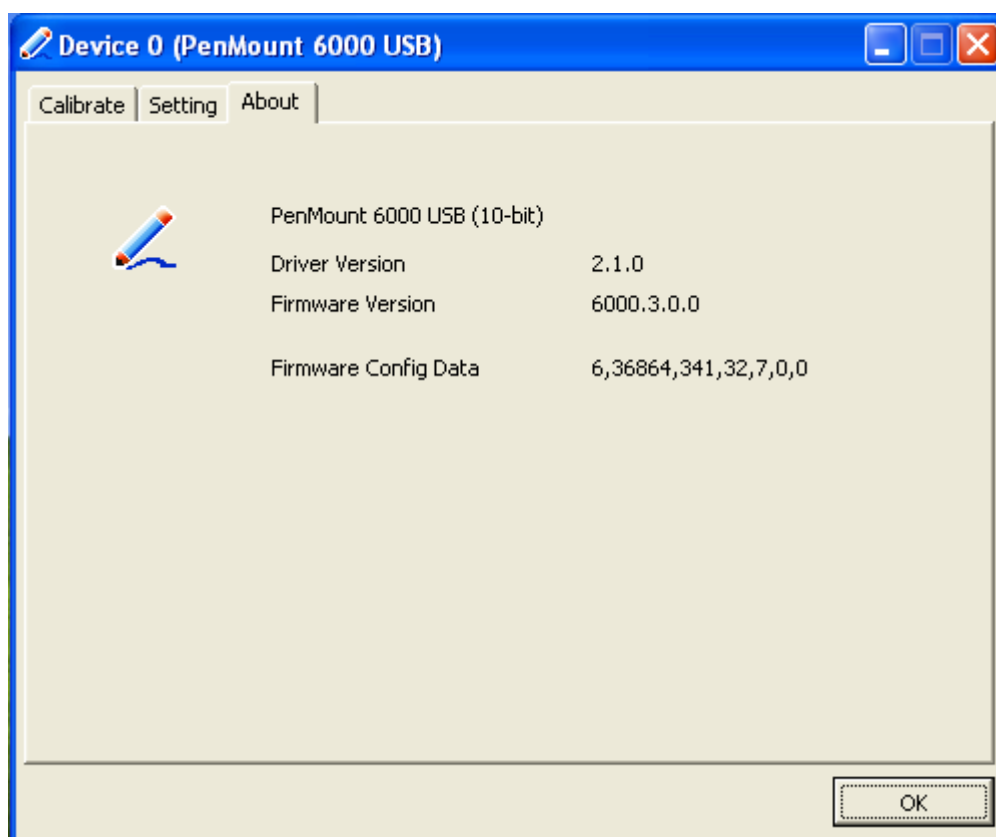 Device 0 (PenMount 6000 USB)
Calibrate Setting About
PenMount 6000 USB (10-bit)
Driver Version 2.1.0
Firmware Version 6000.3.0.0
Firmware Config Data 6,36864,341,32,7,0,0
OK